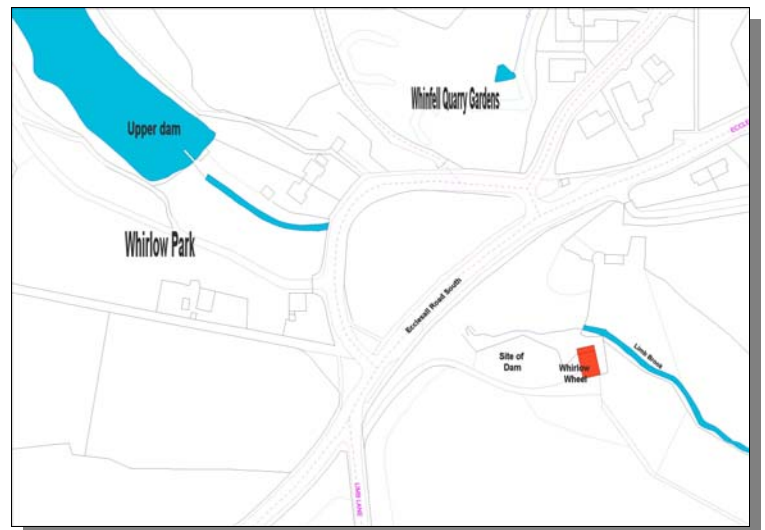 Upper dam
Whinfell Quarry Gardens
ECCLE
Whirlow Park
Ecclesall Road South
Site of
Dam
Whirlow
Wheel
Limb Brook
LIMB LANE